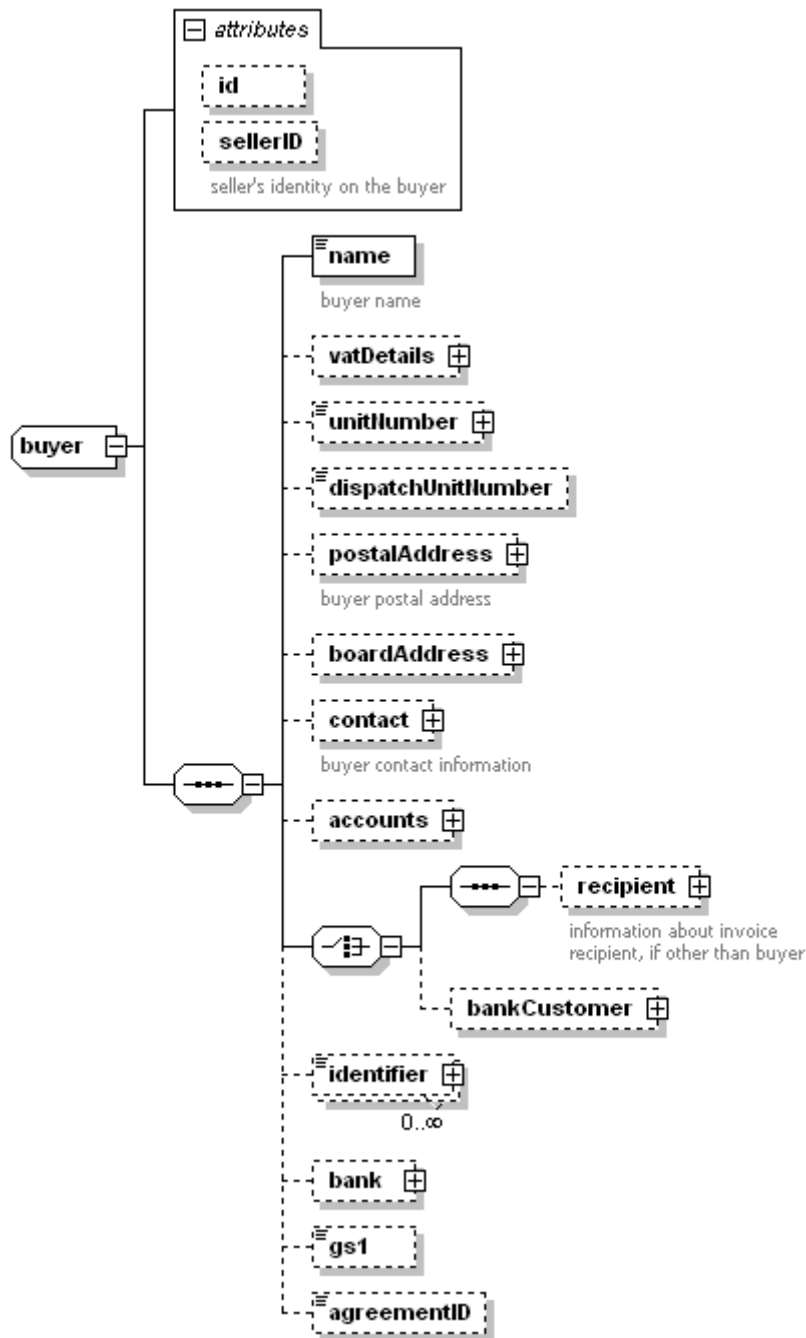 attributes
id
sellerID
seller's identity on the buyer
name
buyer name
vatDetails
buyer
unitNumber
dispatchUnitNumber
postalAddress
buyer postal address
boardAddress
contact
buyer contact information
accounts
recipient
information about invoice
recipient, if other than buyer
bankCustomer
identifier
0..∞
bank
gs1
agreementID